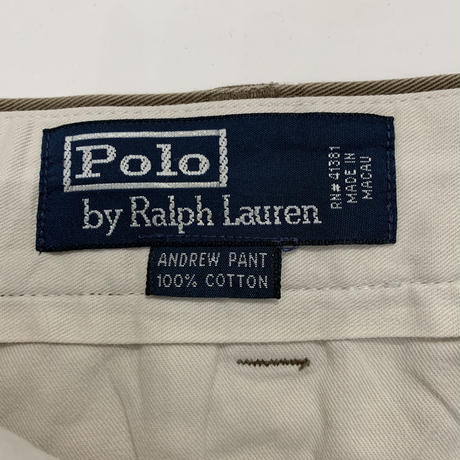 Polo
by Ralph Lauren
RN# 41381
MADE IN
MACAU
ANDREW PANT
100% COTTON